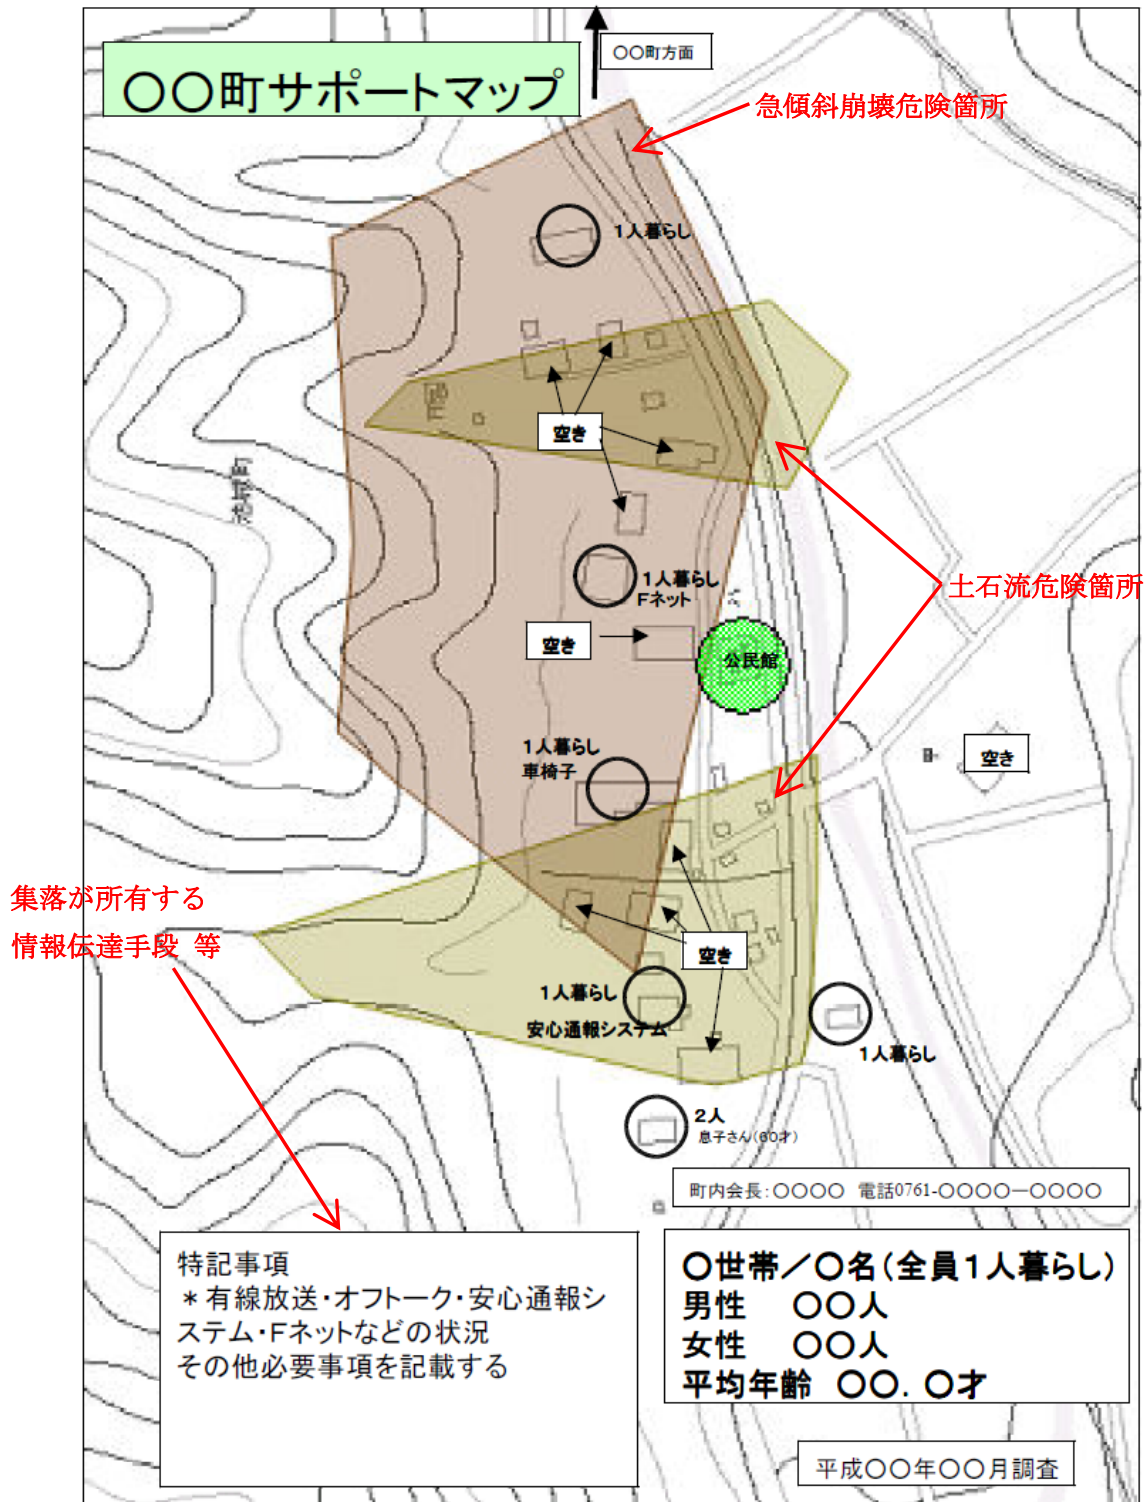 〇〇町方面
〇〇町サポートマップ
急傾斜崩壊危険箇所
1人暮らし
空き
1人暮らし
Fネット
土石流危険箇所
空き
公民館
1人暮らし
車椅子
空き
集落が所有する
情報伝達手段 等
空き
1人暮らし
安心通報システム
1人暮らし
2人
息子さん(60才)
町内会長:〇〇〇〇 電話0761-〇〇〇〇ー〇〇〇〇
特記事項
＊有線放送・オフトーク・安心通報シ
ステム・Fネットなどの状況
その他必要事項を記載する
〇世帯／〇名(全員1人暮らし)
男性 〇〇人
女性 〇〇人
平均年齢 〇〇．〇才
平成〇〇年〇〇月調査